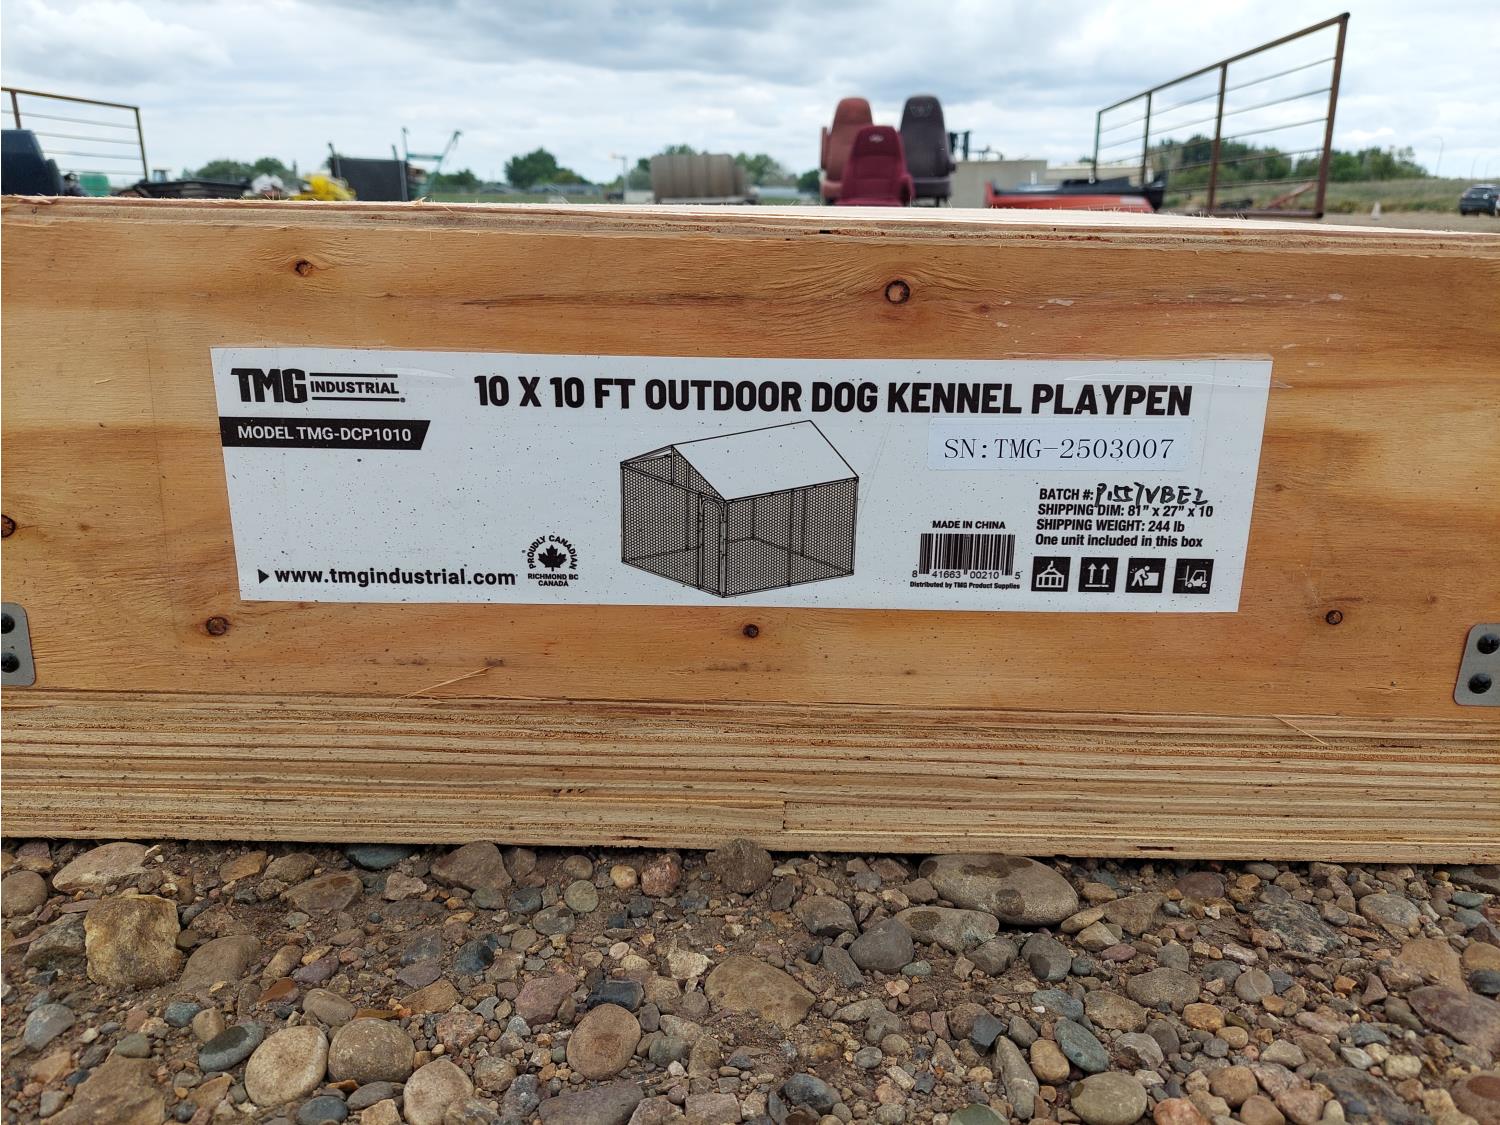 TMG INDUSTRIAL
10 X 10 FT OUTDOOR DOG KENNEL PLAYPEN
MODEL TMG-DCP1010
SN:TMG-2503007
BATCH #:
SHIPPING DIM: 81" x 27" x 10
SHIPPING WEIGHT: 244 lb
One unit included in this box
MADE IN CHINA
8 41663 00210 5
Distributed by TMG Product Supplies
PROUDLY CANADIAN
RICHMOND BC
CANADA
www.tmgindustrial.com